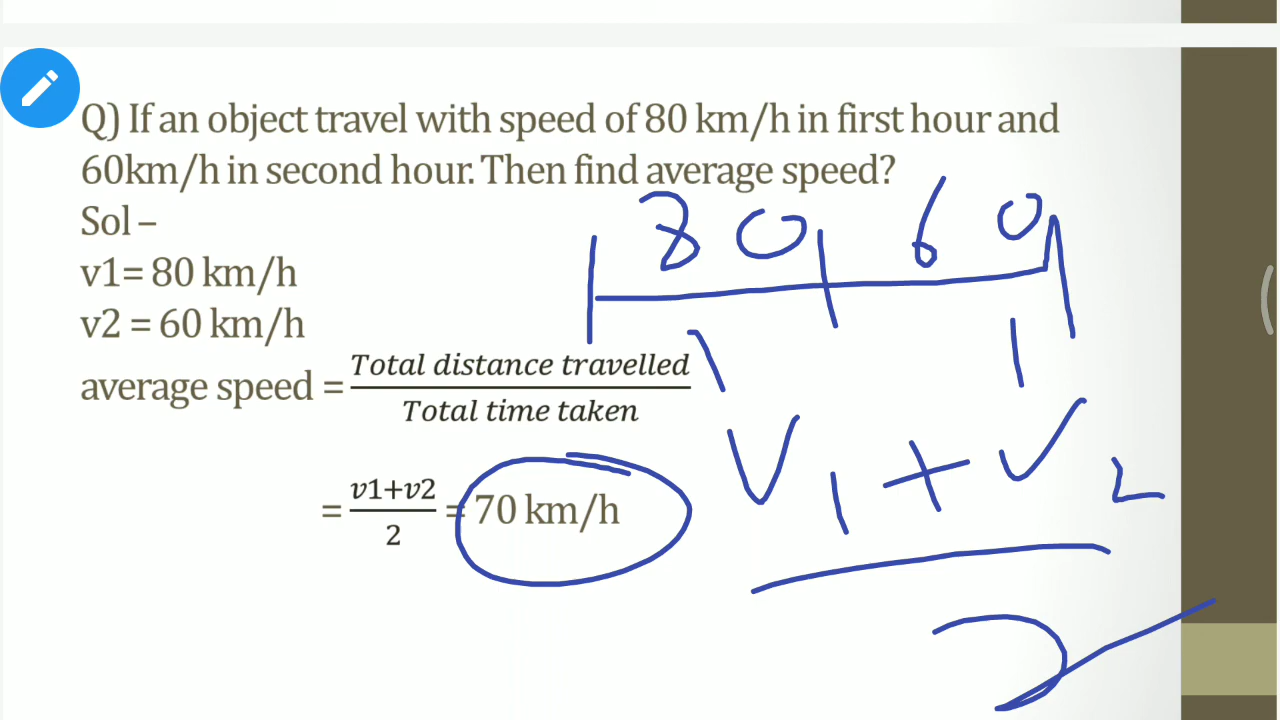 Q) If an object travel with speed of 80 km/h in first hour and
60km/h in second hour. Then find average speed?
Sol –
v1= 80 km/h
v2 = 60 km/h
average speed = Total distance travelled / Total time taken
= v1+v2 / 2 = 70 km/h
80 60
1 1
V1 + V2
2